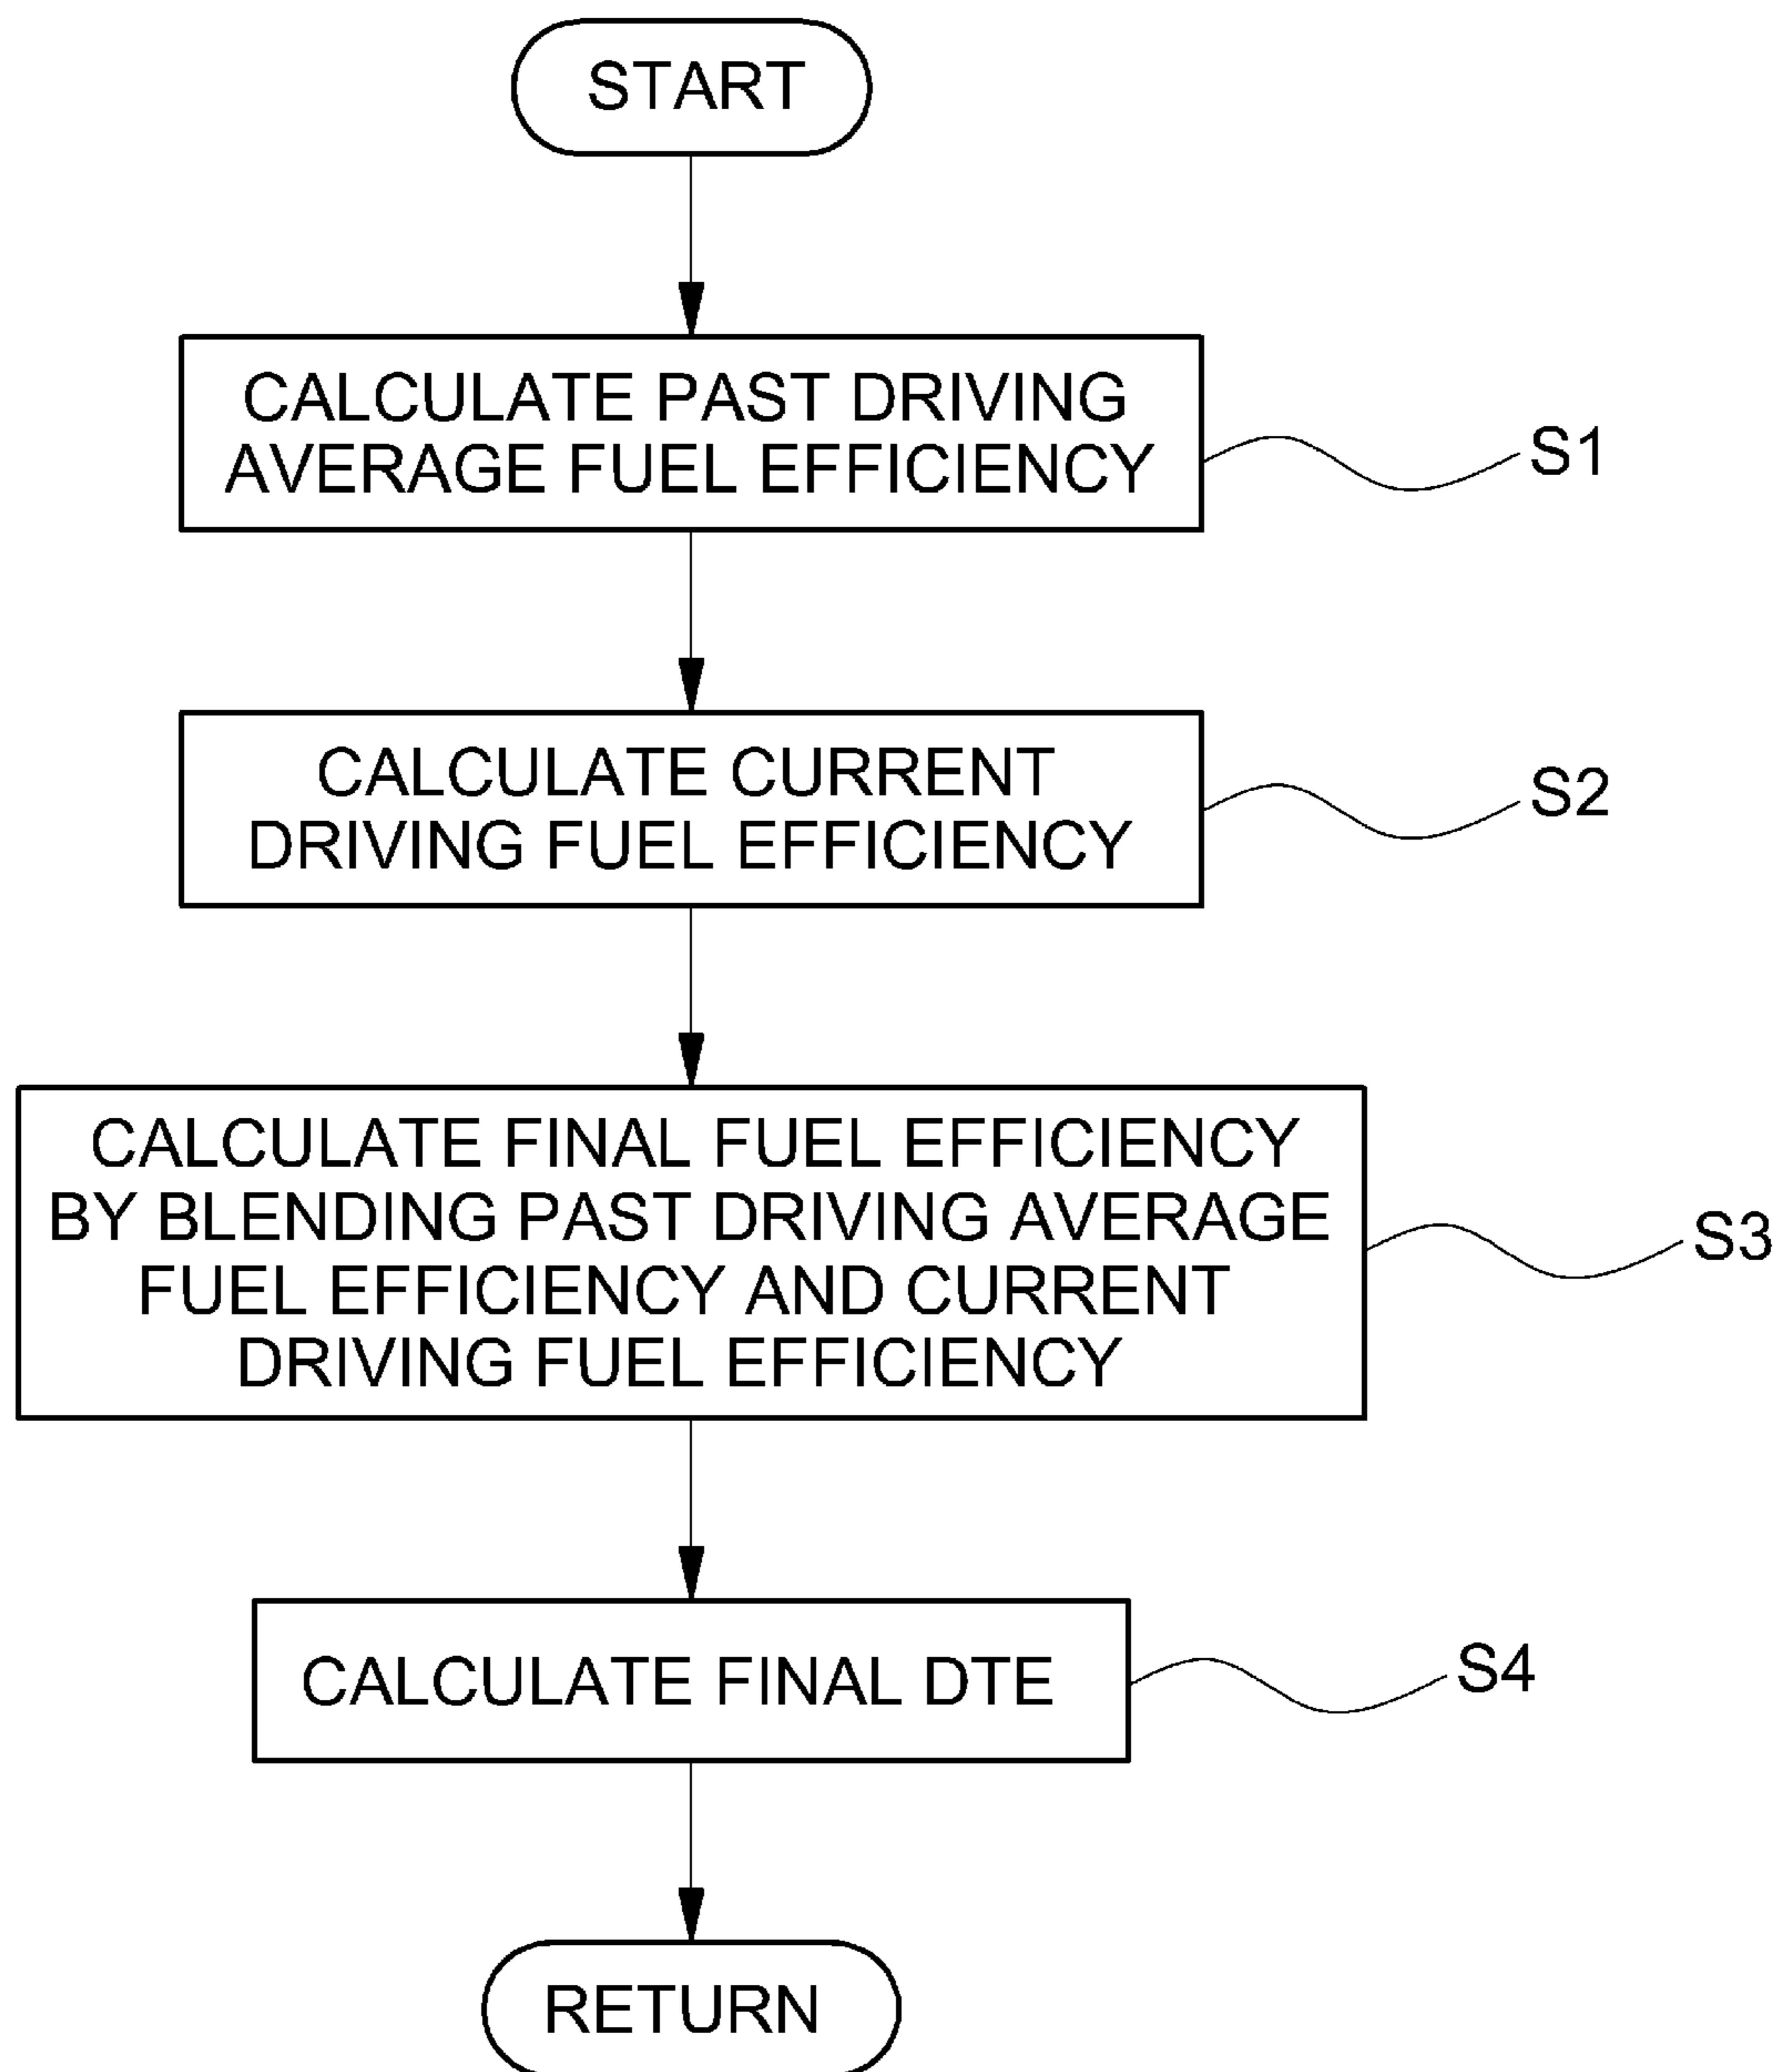 START
CALCULATE PAST DRIVING
AVERAGE FUEL EFFICIENCY
S1
CALCULATE CURRENT
DRIVING FUEL EFFICIENCY
S2
CALCULATE FINAL FUEL EFFICIENCY
BY BLENDING PAST DRIVING AVERAGE
FUEL EFFICIENCY AND CURRENT
DRIVING FUEL EFFICIENCY
S3
CALCULATE FINAL DTE
S4
RETURN